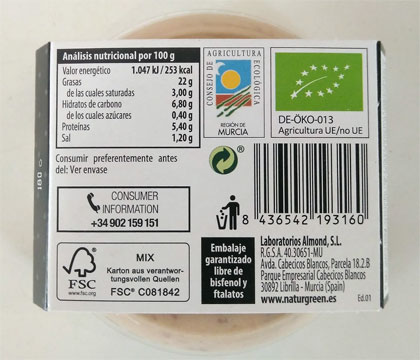 Análisis nutricional por 100 g
Valor energético 1.047 kJ / 253 kcal
Grasas 22 g
de las cuales saturadas 3,00 g
Hidratos de carbono 6,80 g
de los cuales azúcares 0,40 g
Proteínas 5,40 g
Sal 1,20 g
Consumir preferentemente antes
del: Ver envase
CONSUMER
INFORMATION
+34 902 159 151
FSC
www.fsc.org
MIX
Karton aus verantwor-
tungsvollen Quellen
FSC® C081842
CONSEJO DE AGRICULTURA ECOLÓGICA
REGIÓN DE
MURCIA
DE-ÖKO-013
Agricultura UE/no UE
8 436542 193160
Embalaje
garantizado
libre de
bisfenol y
ftalatos
Laboratorios Almond, S.L.
R.G.S.A. 40.30651-MU
Avda. Cabecicos Blancos, Parcela 18.2.B
Parque Empresarial Cabecicos Blancos
30892 Librilla - Murcia (Spain)
www.naturgreen.es
Ed.01